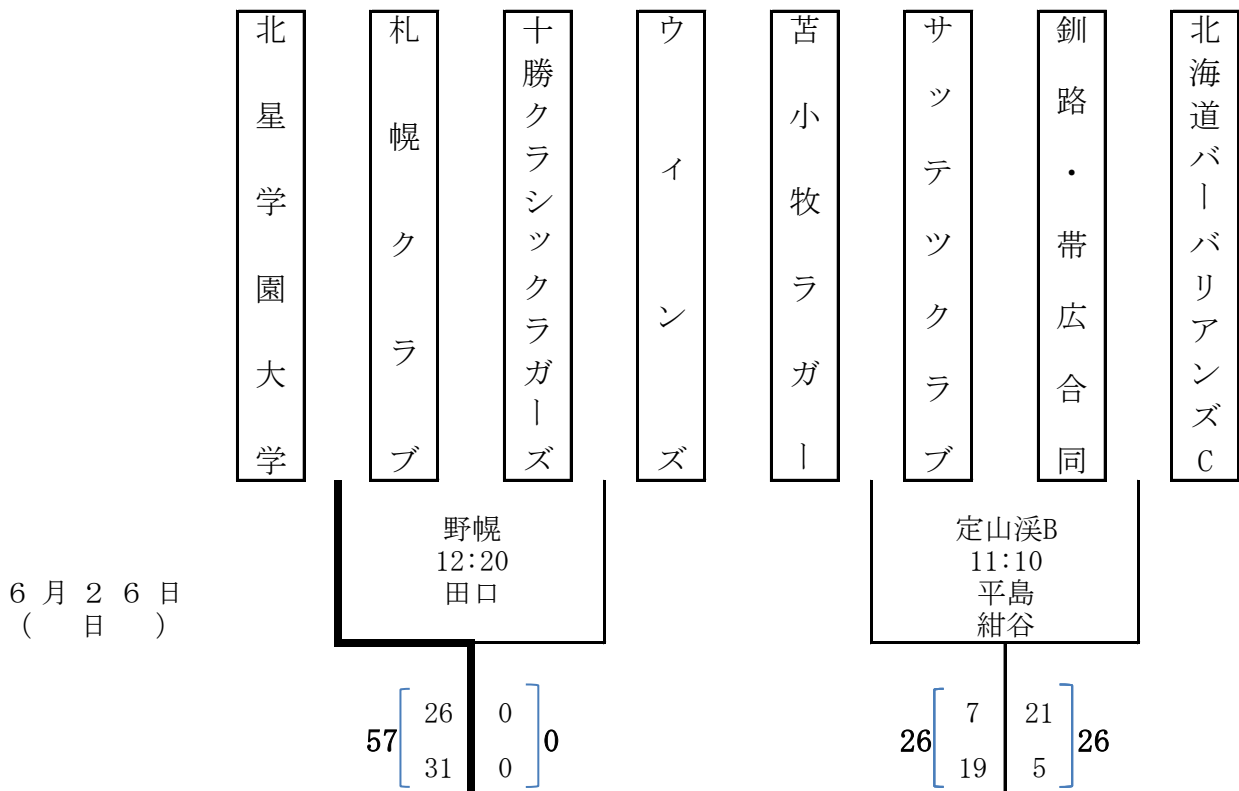 北星学園大学
札幌クラブ
十勝クラシックラガーズ
ウィンズ
苫小牧ラガー
サッテツクラブ
釧路・帯広合同
北海道バーバリアンズC
野幌
12:20
田口
定山渓B
11:10
平島
紺谷
6月26日
(日)
57 26 0 0
31 0
26 7 21 26
19 5